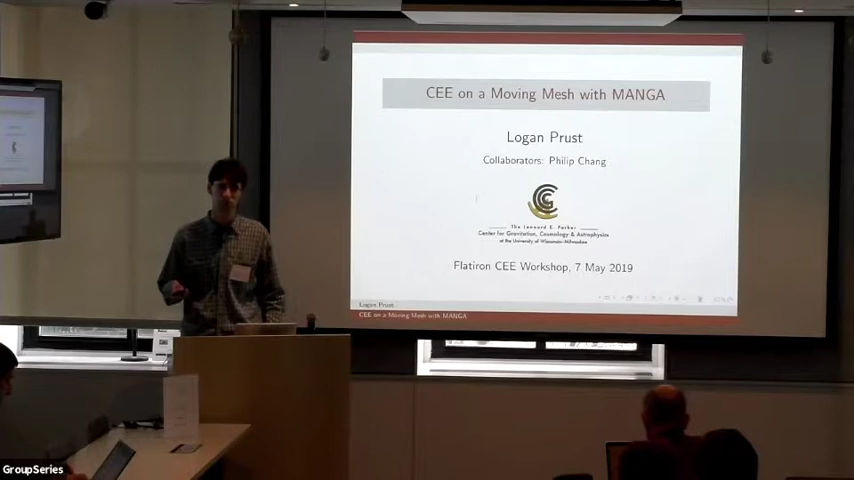 CEE on a Moving Mesh with MANGA
Logan Prust
Collaborators: Philip Chang
The Leonard E. Parker
Center for Gravitation, Cosmology & Astrophysics
at the University of Wisconsin-Milwaukee
Flatiron CEE Workshop, 7 May 2019
Logan Prust
CEE on a Moving Mesh with MANGA
GroupSeries